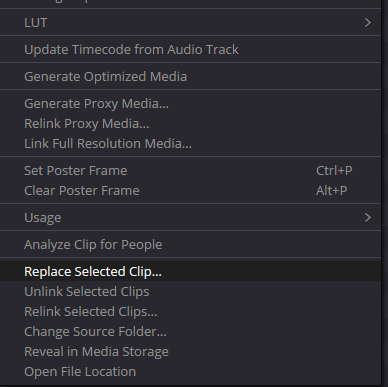 LUT
Update Timecode from Audio Track
Generate Optimized Media
Generate Proxy Media...
Relink Proxy Media...
Link Full Resolution Media...
Set Poster Frame Ctrl+P
Clear Poster Frame Alt+P
Usage
Analyze Clip for People
Replace Selected Clip...
Unlink Selected Clips
Relink Selected Clips...
Change Source Folder...
Reveal in Media Storage
Open File Location